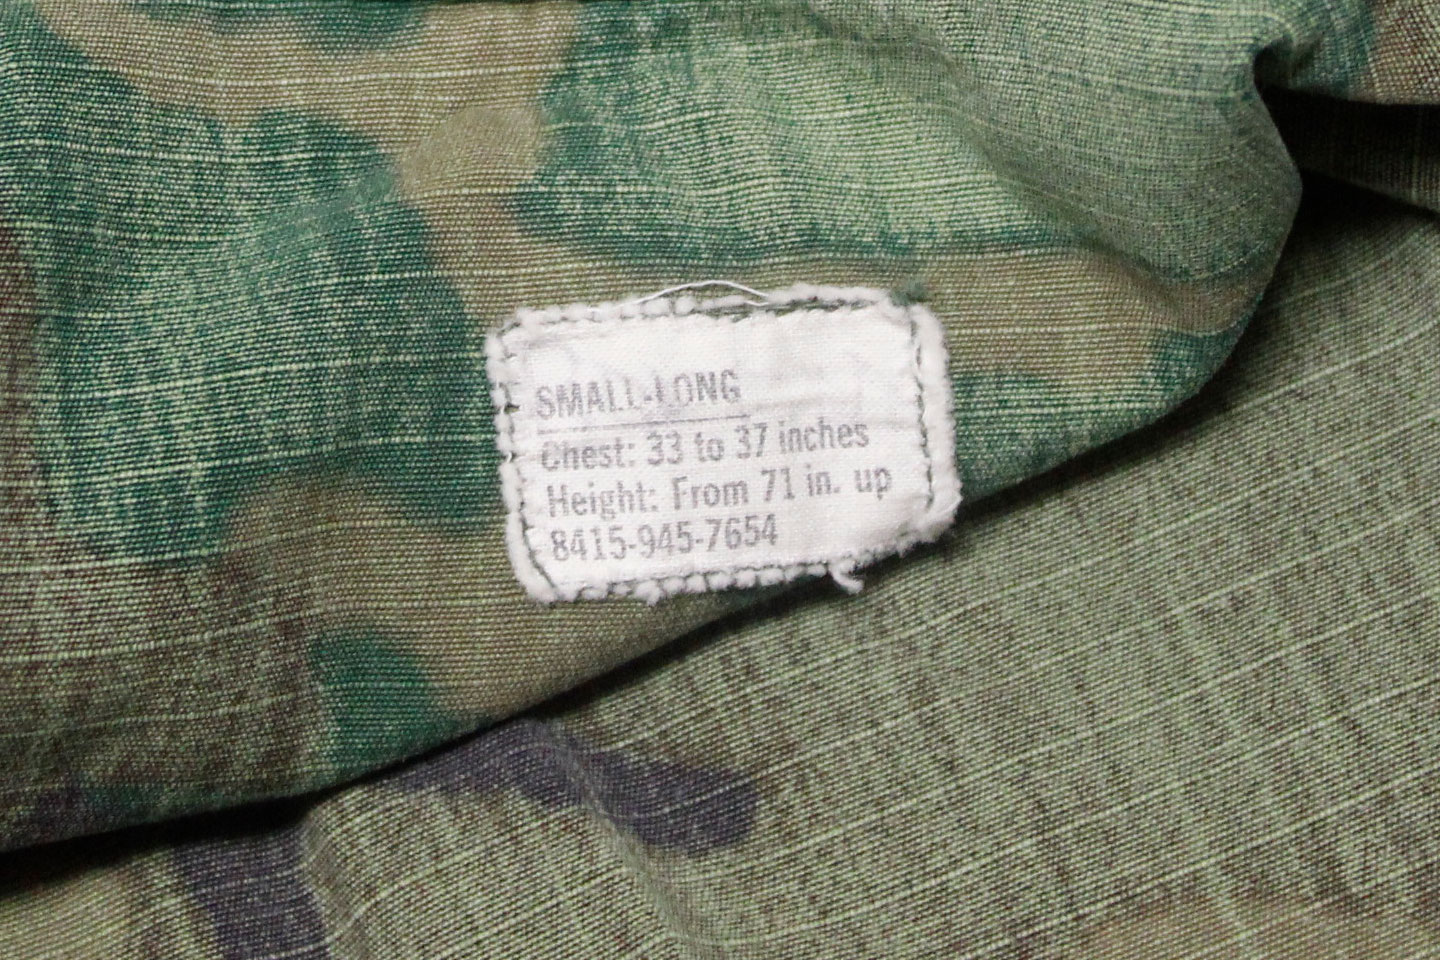 SMALL-LONG
Chest: 33 to 37 inches
Height: From 71 in. up
8415-945-7654